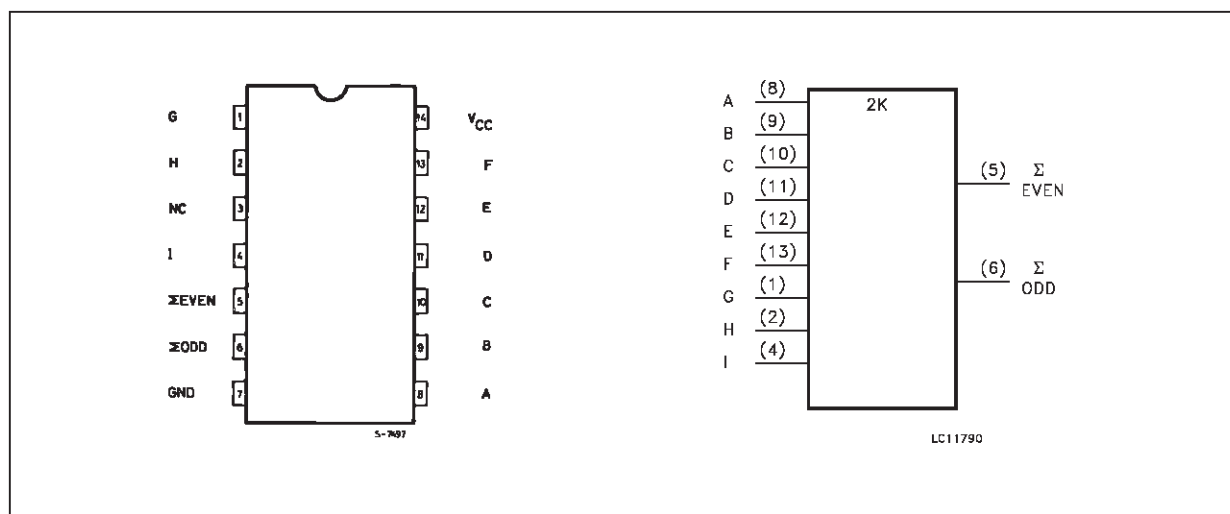 G 1 14 VCC
H 2 13 F
NC 3 12 E
I 4 11 D
ΣEVEN 5 10 C
ΣODD 6 9 B
GND 7 8 A
S-7497
2K
A (8)
B (9)
C (10)
D (11)
E (12)
F (13)
G (1)
H (2)
I (4)
(5) Σ
EVEN
(6) Σ
ODD
LC11790